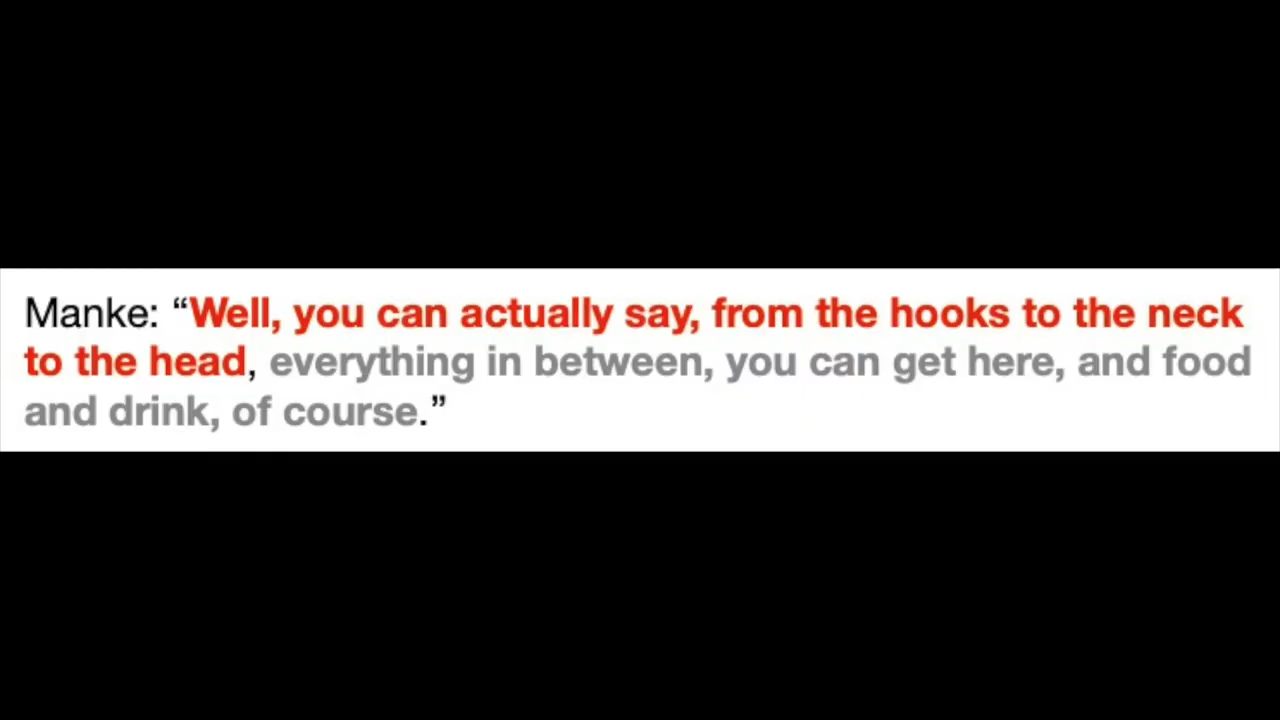 Manke: “Well, you can actually say, from the hooks to the neck
to the head, everything in between, you can get here, and food
and drink, of course.”